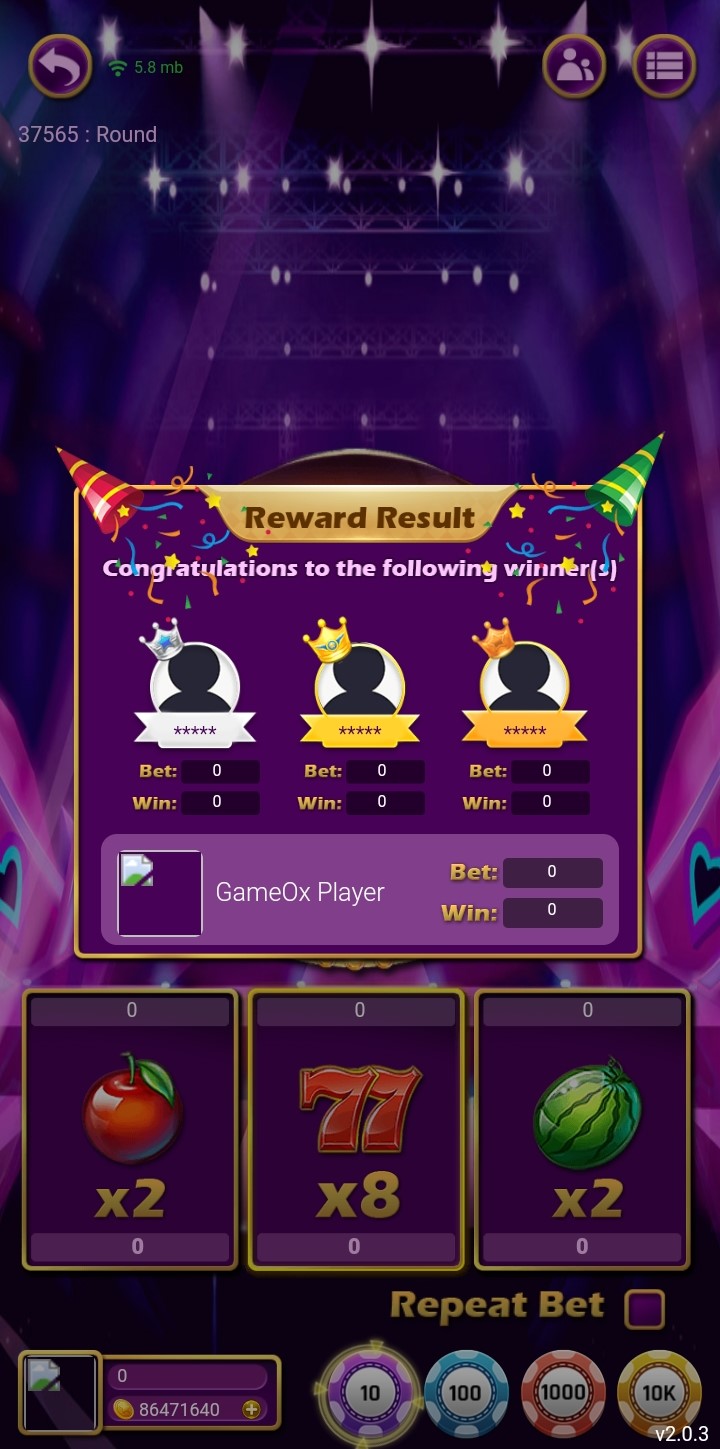 5.8 mb
37565 : Round
Reward Result
Congratulations to the following winner(s)
***** ***** *****
Bet: 0 Bet: 0 Bet: 0
Win: 0 Win: 0 Win: 0
GameOx Player
Bet: 0
Win: 0
0 0 0
77
x2 x8 x2
0 0 0
Repeat Bet
0
86471640
10 100 1000 10K
v2.0.3